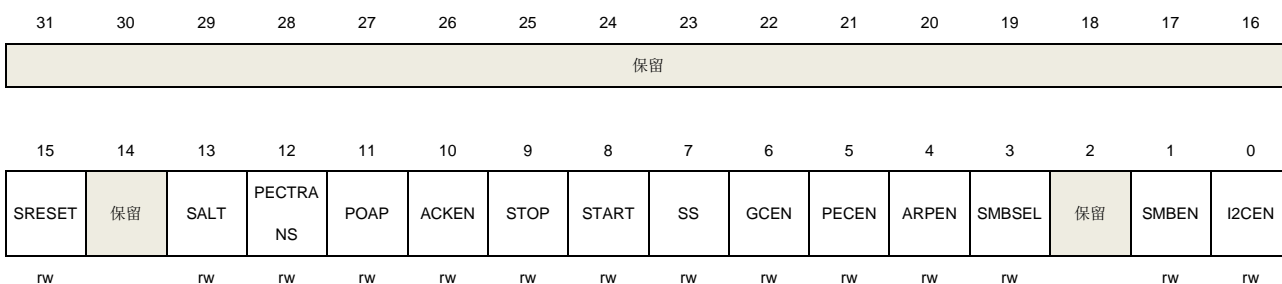 31 30 29 28 27 26 25 24 23 22 21 20 19 18 17 16
保留
15 14 13 12 11 10 9 8 7 6 5 4 3 2 1 0
SRESET 保留 SALT PECTRA NS POAP ACKEN STOP START SS GCEN PECEN ARPEN SMBSEL 保留 SMBEN I2CEN
rw rw rw rw rw rw rw rw rw rw rw rw rw rw